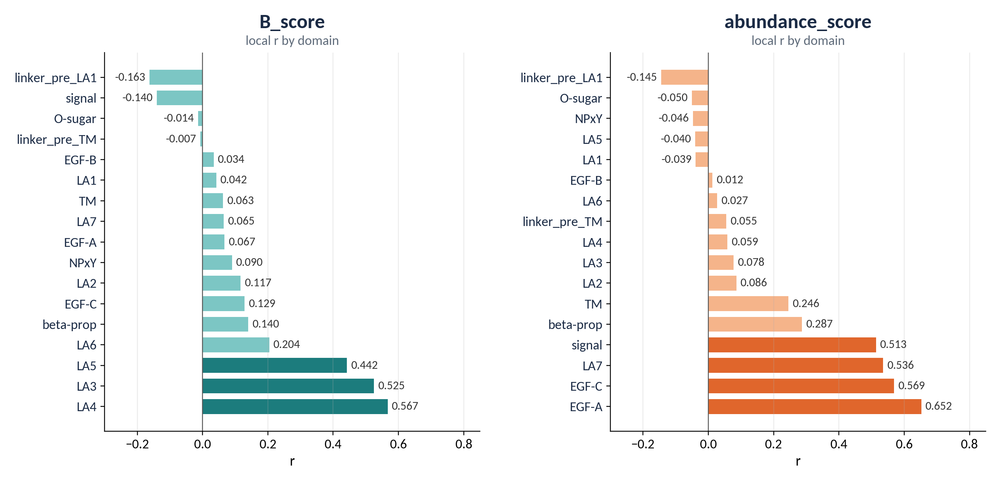 B_score
local r by domain
linker_pre_LA1 -0.163
signal -0.140
O-sugar -0.014
linker_pre_TM -0.007
EGF-B 0.034
LA1 0.042
TM 0.063
LA7 0.065
EGF-A 0.067
NPxY 0.090
LA2 0.117
EGF-C 0.129
beta-prop 0.140
LA6 0.204
LA5 0.442
LA3 0.525
LA4 0.567
−0.2 0.0 0.2 0.4 0.6 0.8
r
abundance_score
local r by domain
linker_pre_LA1 -0.145
O-sugar -0.050
NPxY -0.046
LA5 -0.040
LA1 -0.039
EGF-B 0.012
LA6 0.027
linker_pre_TM 0.055
LA4 0.059
LA3 0.078
LA2 0.086
TM 0.246
beta-prop 0.287
signal 0.513
LA7 0.536
EGF-C 0.569
EGF-A 0.652
−0.2 0.0 0.2 0.4 0.6 0.8
r